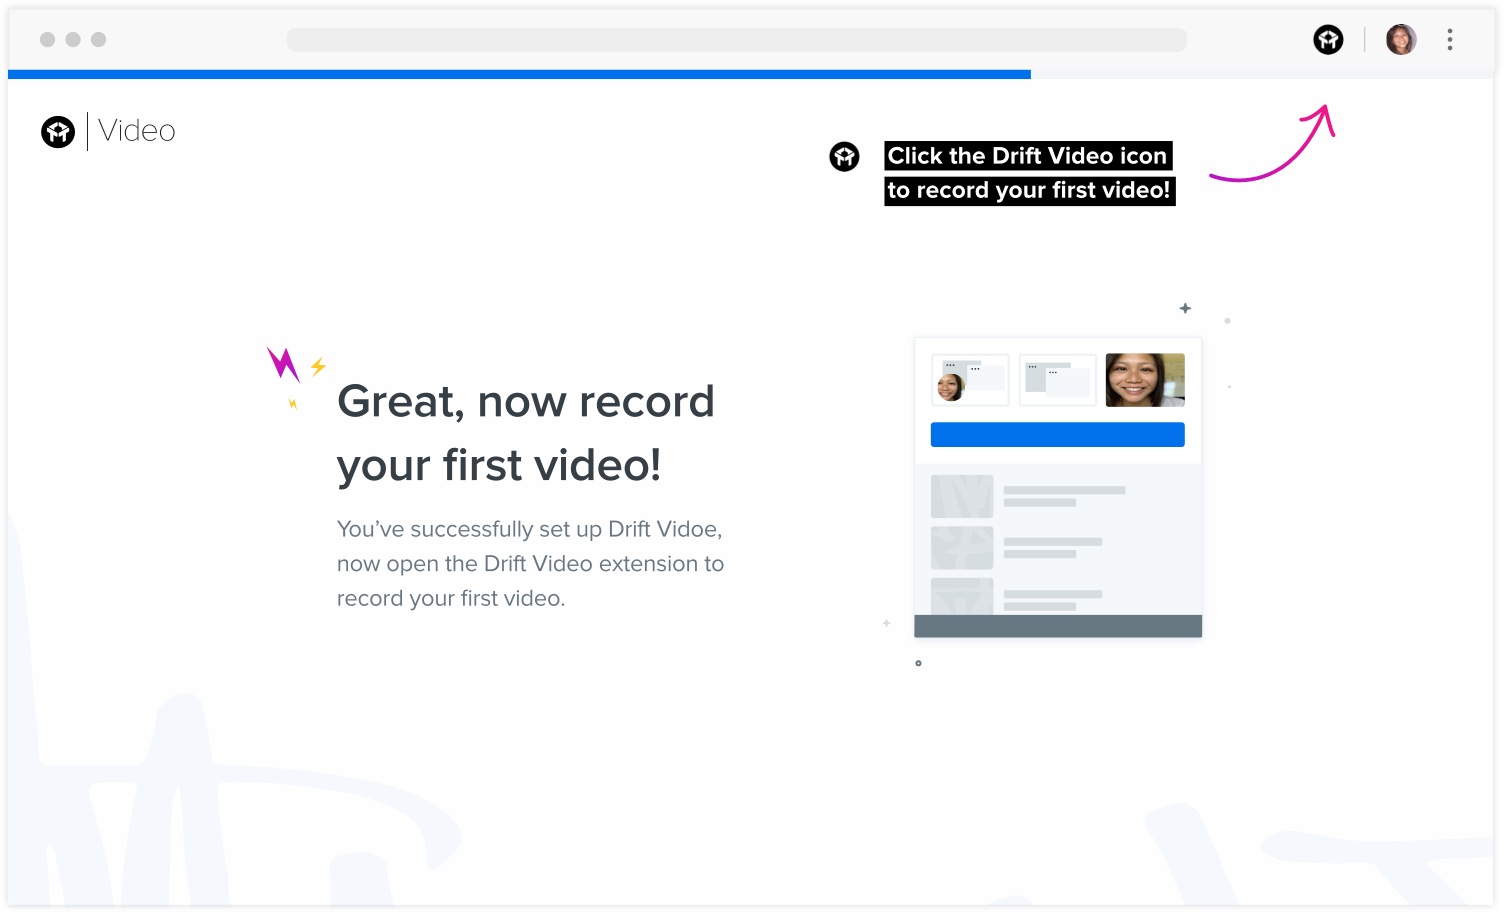 Video
Click the Drift Video icon
to record your first video!
Great, now record
your first video!
You’ve successfully set up Drift Vidoe,
now open the Drift Video extension to
record your first video.